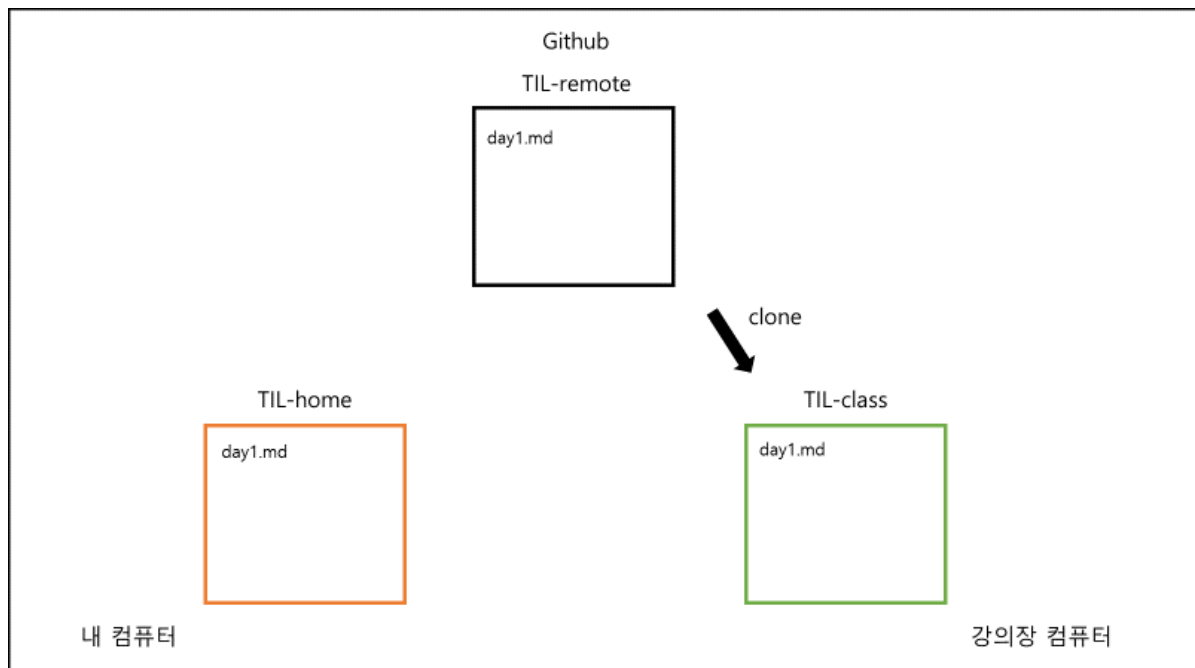 Github
TIL-remote
day1.md
clone
TIL-home
day1.md
TIL-class
day1.md
내 컴퓨터
강의장 컴퓨터